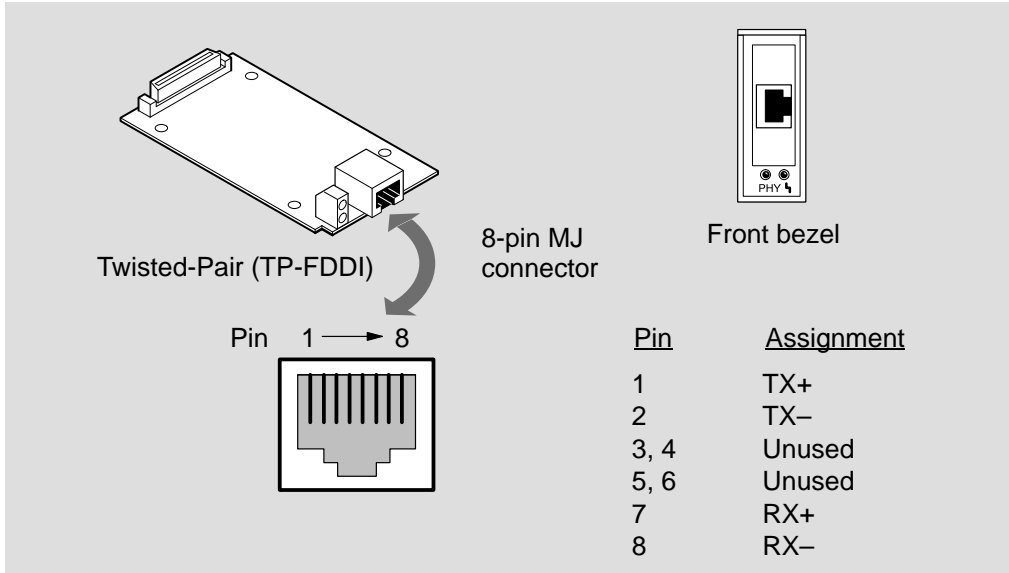 PHY
Front bezel
8-pin MJ
connector
Twisted-Pair (TP-FDDI)
Pin 1 8
Pin Assignment
1 TX+
2 TX–
3, 4 Unused
5, 6 Unused
7 RX+
8 RX–